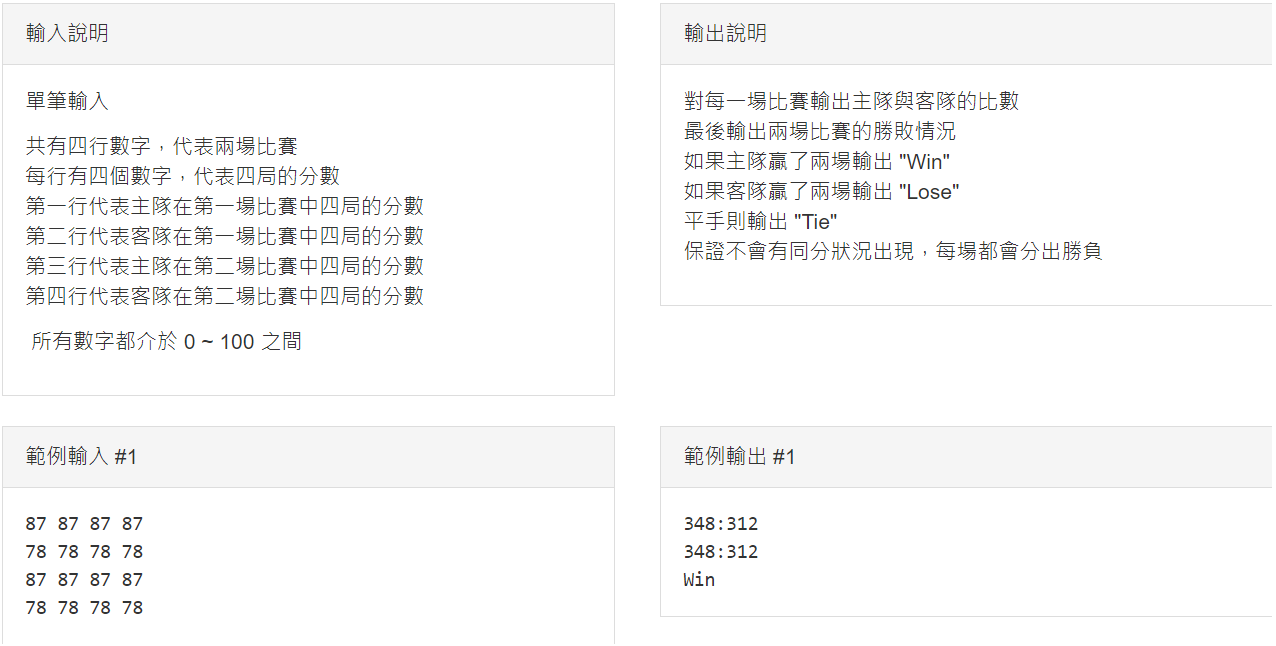 輸入說明
單筆輸入
共有四行數字，代表兩場比賽
每行有四個數字，代表四局的分數
第一行代表主隊在第一場比賽中四局的分數
第二行代表客隊在第一場比賽中四局的分數
第三行代表主隊在第二場比賽中四局的分數
第四行代表客隊在第二場比賽中四局的分數
所有數字都介於 0 ~ 100 之間
輸出說明
對每一場比賽輸出主隊與客隊的比數
最後輸出兩場比賽的勝敗情況
如果主隊贏了兩場輸出 "Win"
如果客隊贏了兩場輸出 "Lose"
平手則輸出 "Tie"
保證不會有同分狀況出現，每場都會分出勝負
範例輸入 #1
87 87 87 87
78 78 78 78
87 87 87 87
78 78 78 78
範例輸出 #1
348:312
348:312
Win